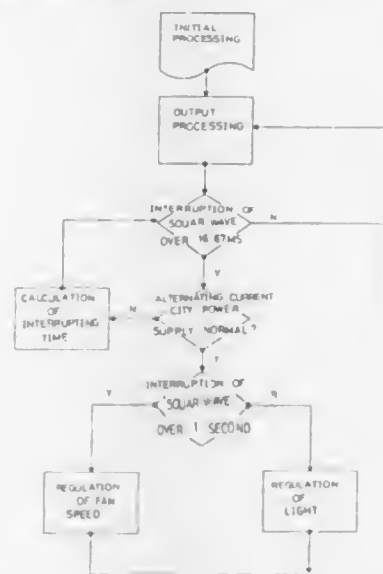 INITIAL
PROCESSING
OUTPUT
PROCESSING
INTERRUPTION OF
SQUAR WAVE
OVER 16.67MS
N
Y
CALCULATION
OF
INTERRUPTING
TIME
N
ALTERNATING CURRENT
CITY POWER
SUPPLY NORMAL?
Y
INTERRUPTION OF
SQUAR WAVE
OVER 1 SECOND
Y
N
REGULATION
OF FAN
SPEED
REGULATION
OF
LIGHT